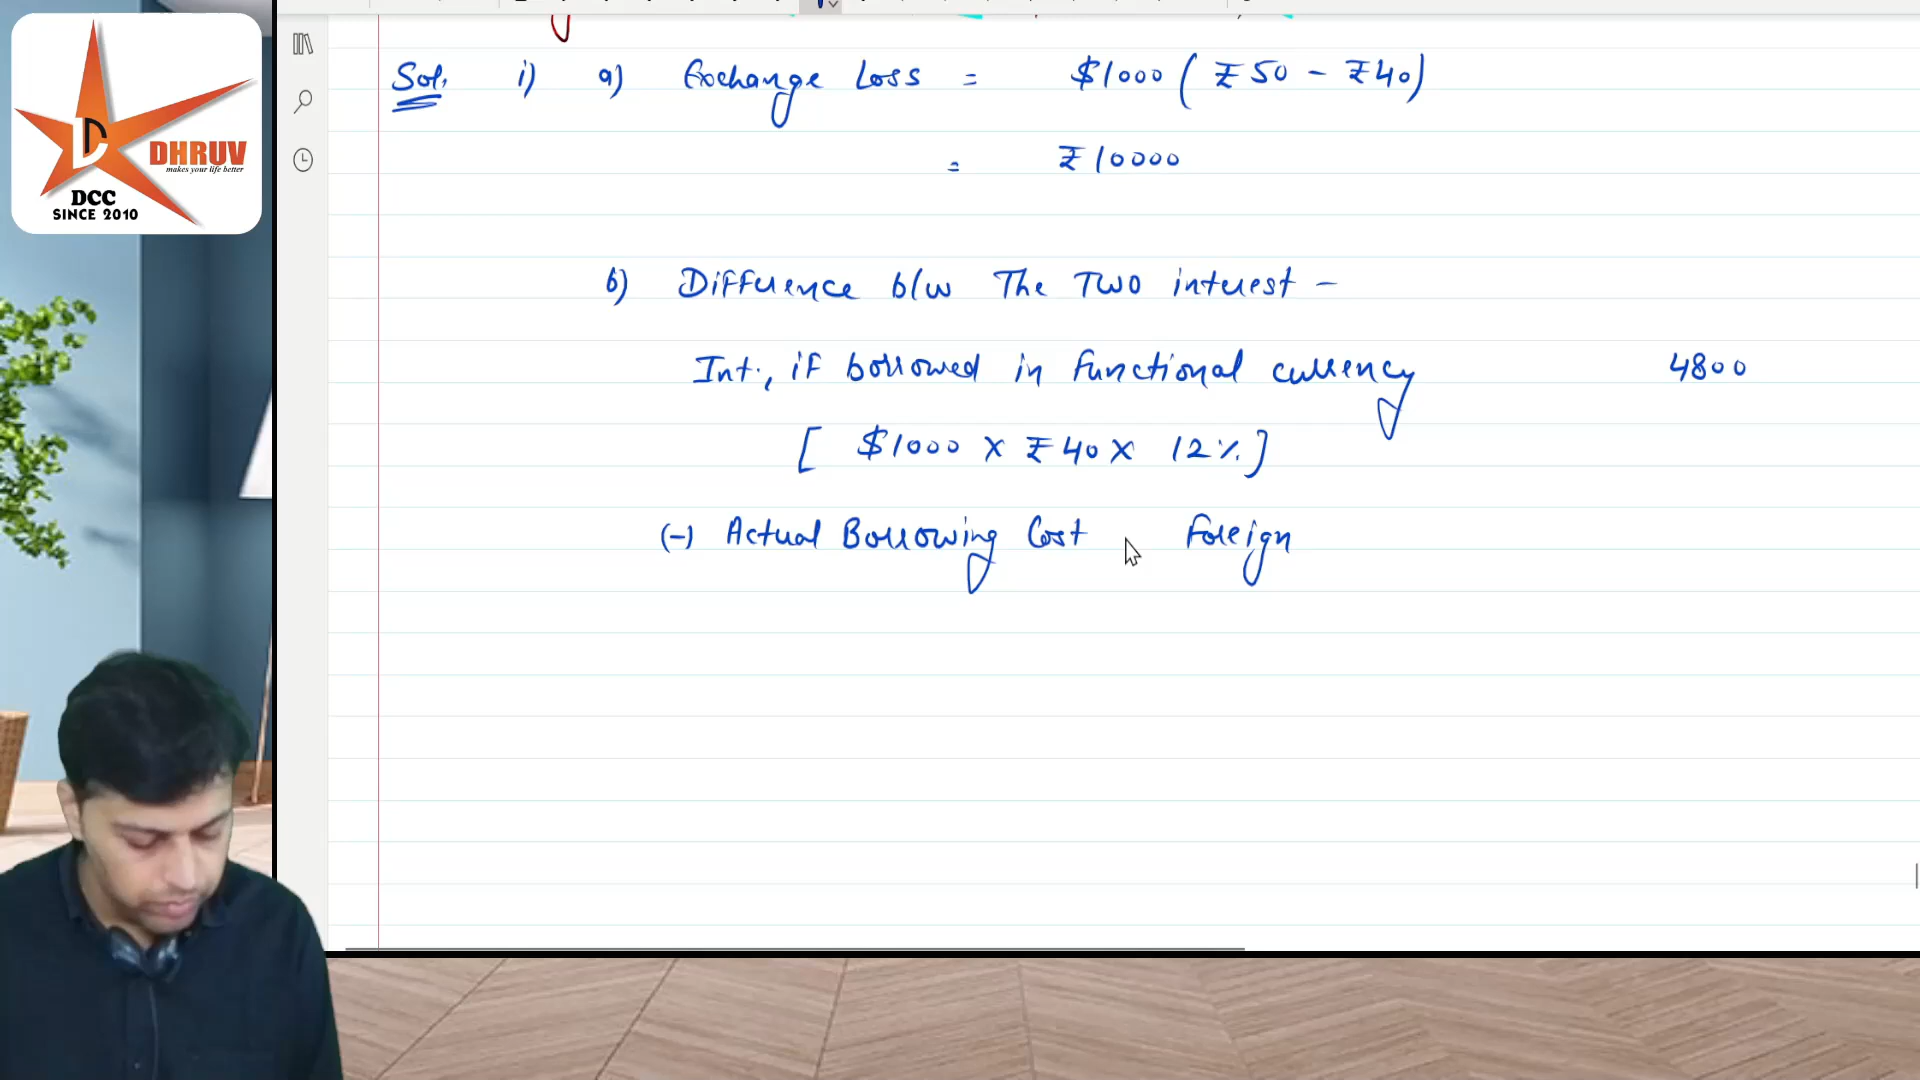 DC
DHRUV
makes your life better
DCC
SINCE 2010
Sol. i) a) Exchange Loss = $1000 ( ₹50 - ₹40)
= ₹10000
b) Difference b/w The Two interest -
Int., if borrowed in functional currency 4800
[ $1000 x ₹40 x 12%]
(-) Actual Borrowing Cost Foreign